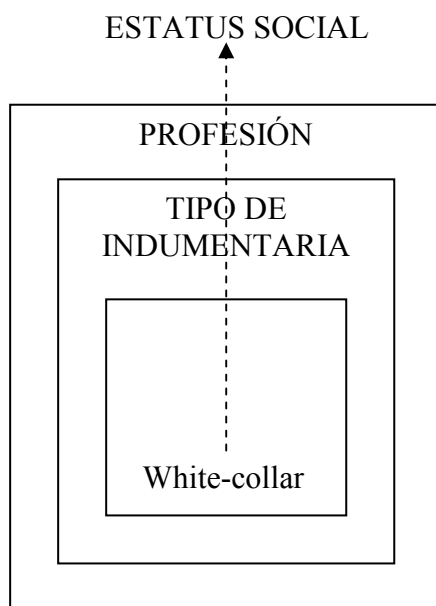 ESTATUS SOCIAL
PROFESIÓN
TIPO DE
INDUMENTARIA
White-collar